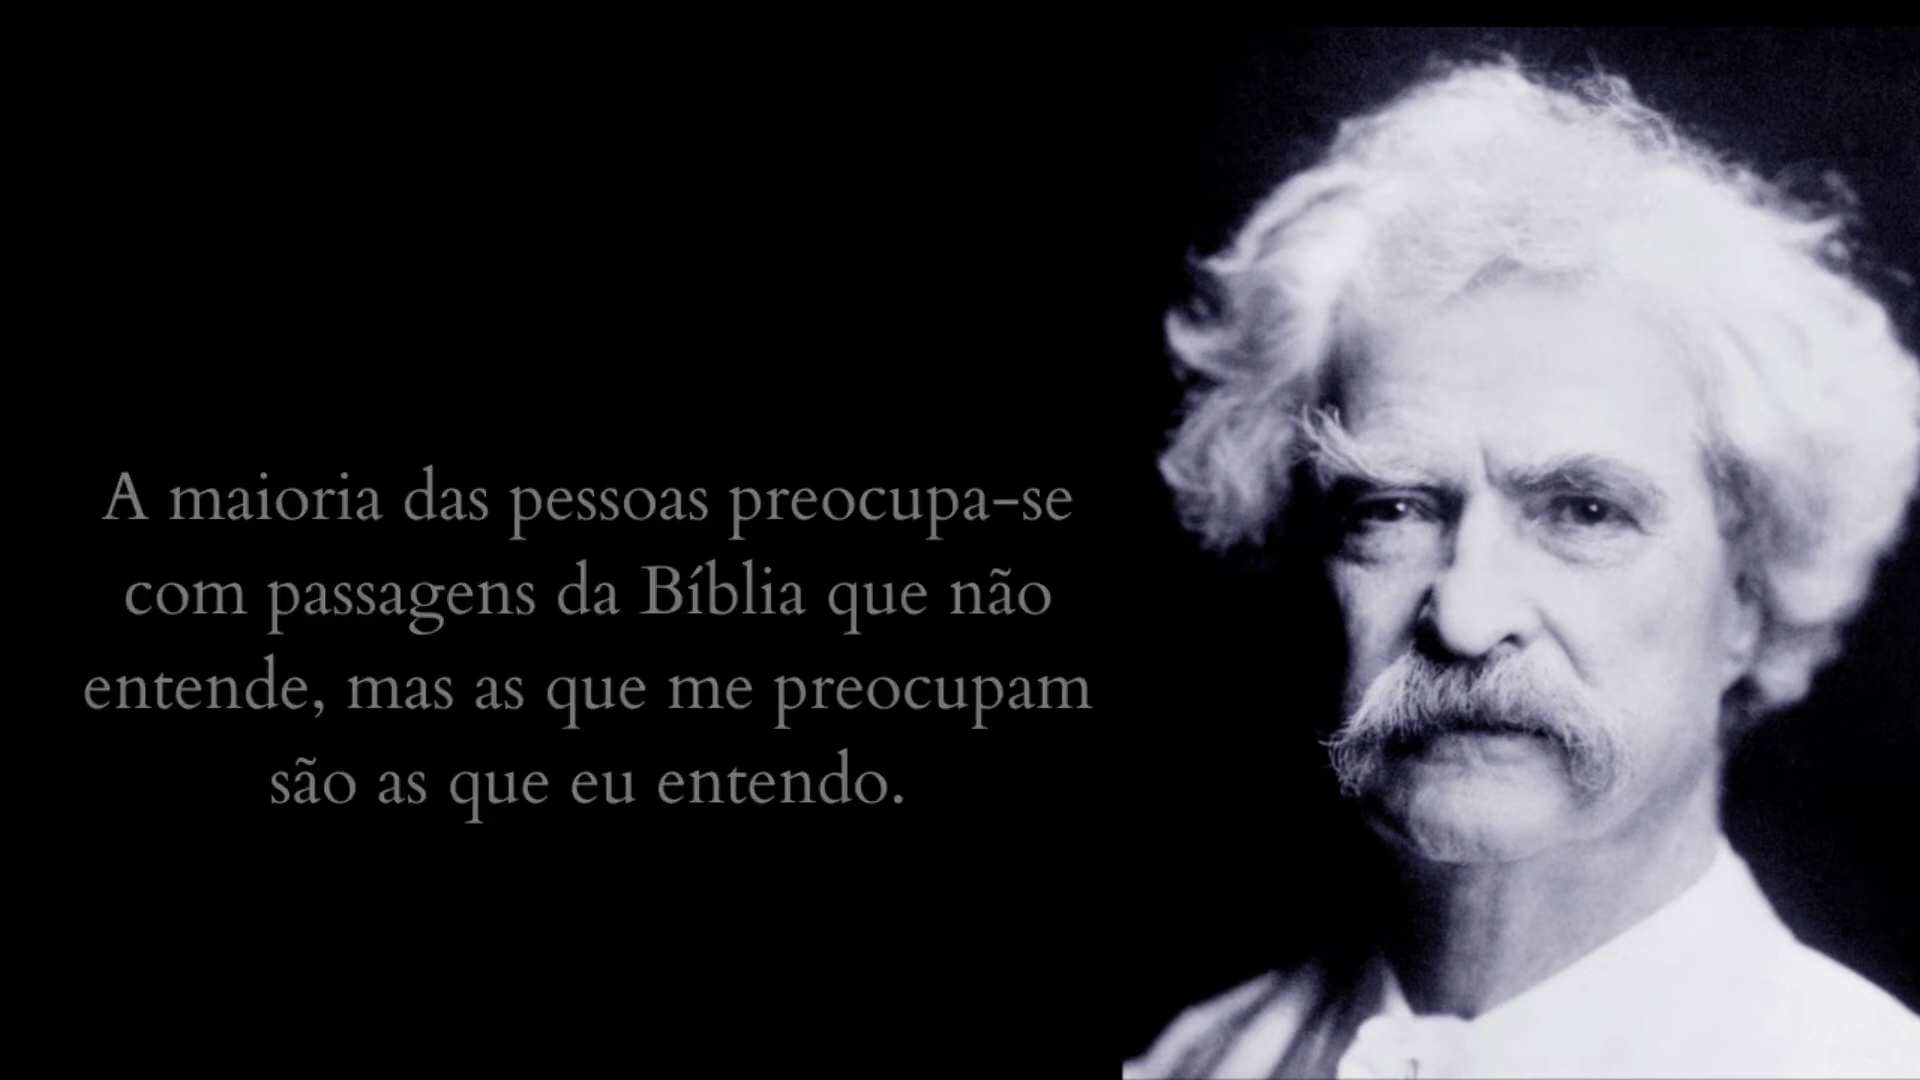 A maioria das pessoas preocupa-se
com passagens da Bíblia que não
entende, mas as que me preocupam
são as que eu entendo.